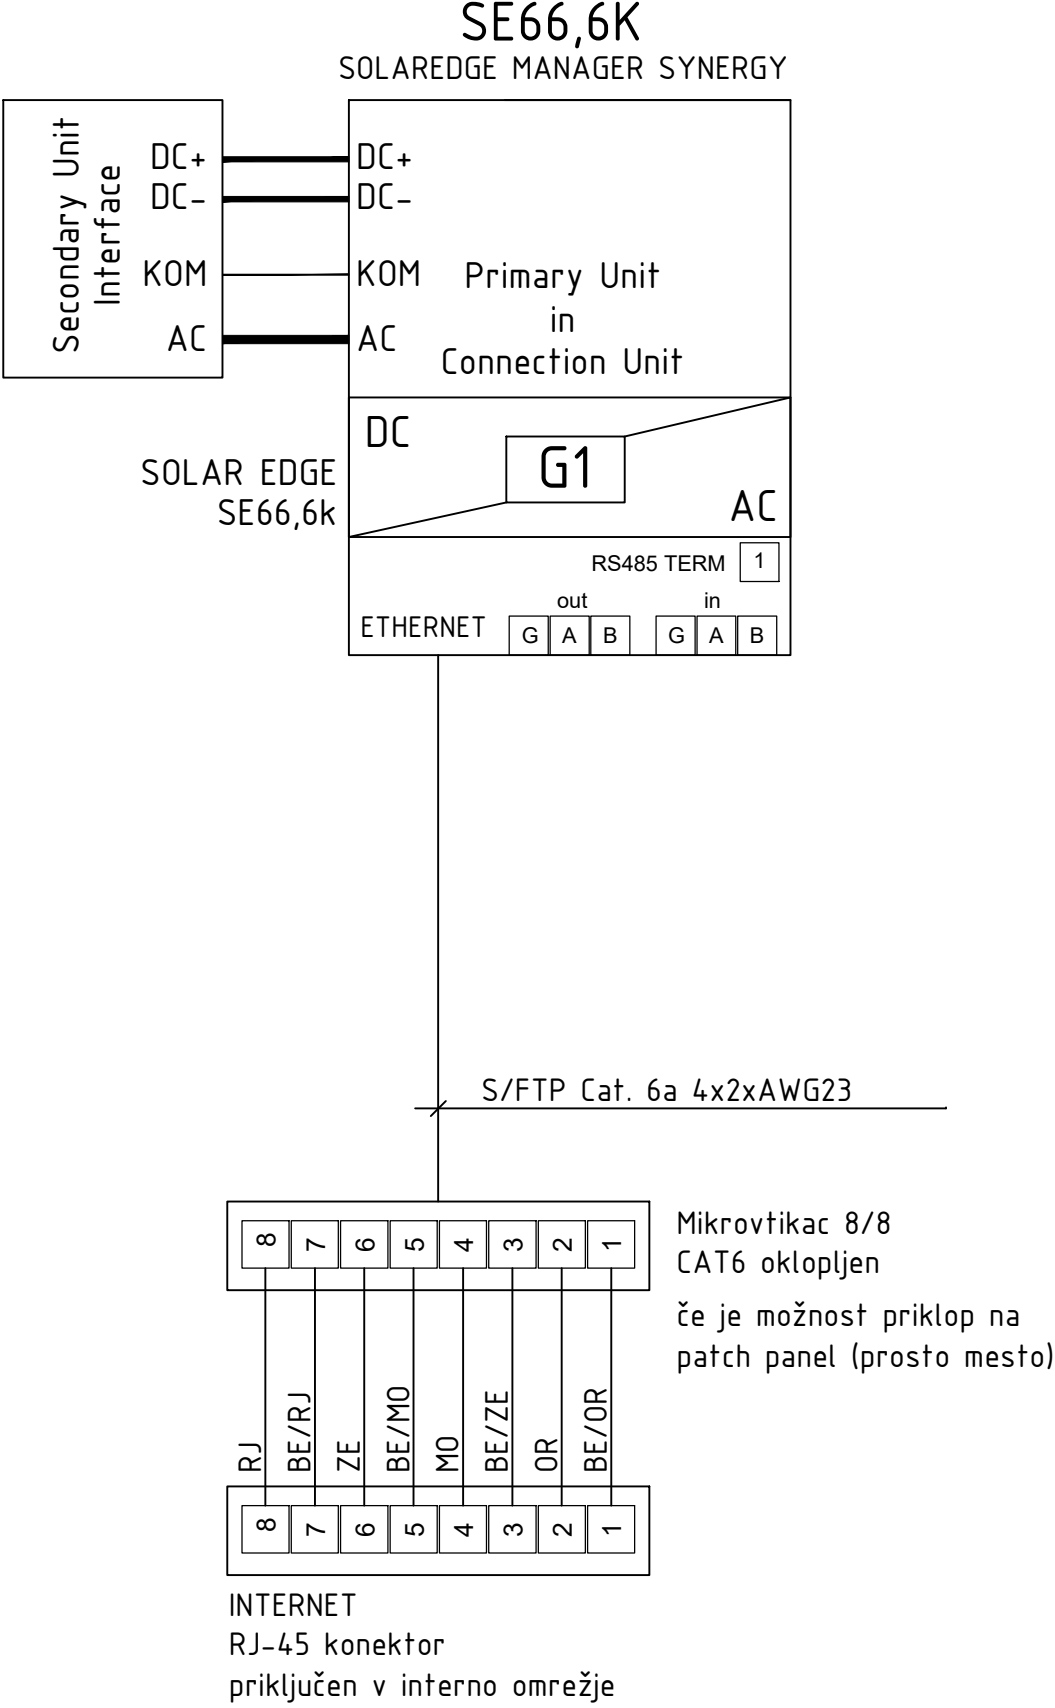 SE66,6K
SOLAREDGE MANAGER SYNERGY
Secondary Unit
Interface
DC+
DC-
KOM
AC
DC+
DC-
KOM
AC
Primary Unit
in
Connection Unit
DC
G1
AC
SOLAR EDGE
SE66,6k
RS485 TERM 1
out in
ETHERNET G A B G A B
S/FTP Cat. 6a 4x2xAWG23
8 7 6 5 4 3 2 1
Mikrovtikac 8/8
CAT6 oklopljen
če je možnost priklop na
patch panel (prosto mesto)
RJ BE/RJ ZE BE/MO MO BE/ZE OR BE/OR
8 7 6 5 4 3 2 1
INTERNET
RJ-45 konektor
priključen v interno omrežje